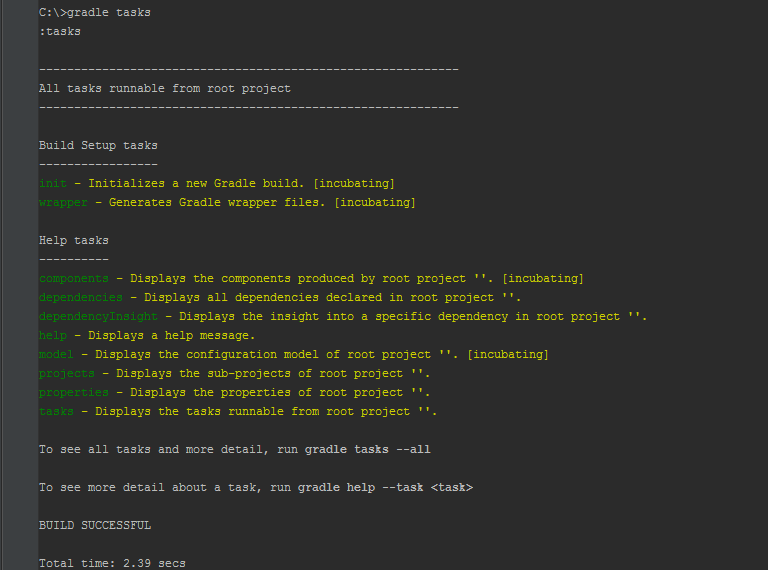 C:\>gradle tasks
:tasks
------------------------------------------------------------
All tasks runnable from root project
------------------------------------------------------------
Build Setup tasks
-----------------
init - Initializes a new Gradle build. [incubating]
wrapper - Generates Gradle wrapper files. [incubating]
Help tasks
----------
components - Displays the components produced by root project ''. [incubating]
dependencies - Displays all dependencies declared in root project ''.
dependencyInsight - Displays the insight into a specific dependency in root project ''.
help - Displays a help message.
model - Displays the configuration model of root project ''. [incubating]
projects - Displays the sub-projects of root project ''.
properties - Displays the properties of root project ''.
tasks - Displays the tasks runnable from root project ''.
To see all tasks and more detail, run gradle tasks --all
To see more detail about a task, run gradle help --task <task>
BUILD SUCCESSFUL
Total time: 2.39 secs